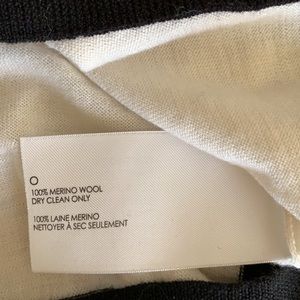 O
100% MERINO WOOL
DRY CLEAN ONLY
100% LAINE MERINO
NETTOYER À SEC SEULEMENT